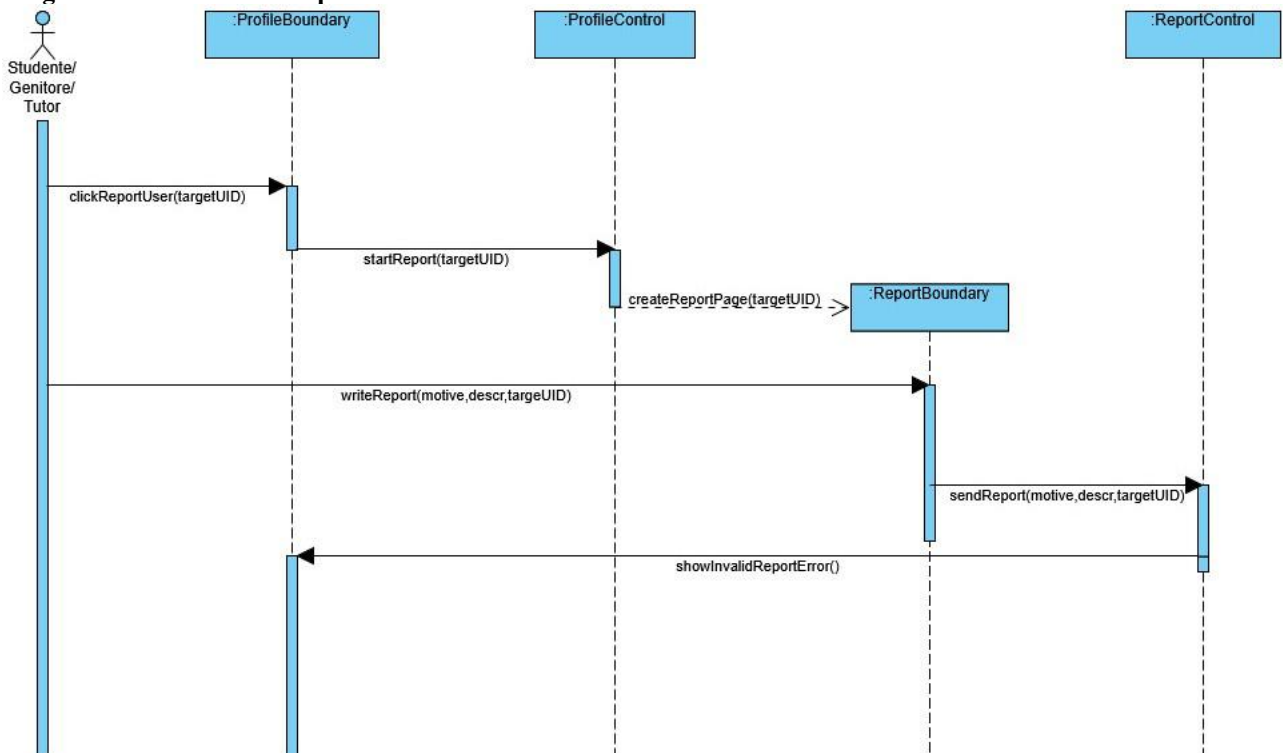 :ProfileBoundary
:ProfileControl
:ReportControl
Studente/
Genitore/
Tutor
clickReportUser(targetUID)
startReport(targetUID)
createReportPage(targetUID)
:ReportBoundary
writeReport(motive,descr,targeUID)
sendReport(motive,descr,targetUID)
showInvalidReportError()